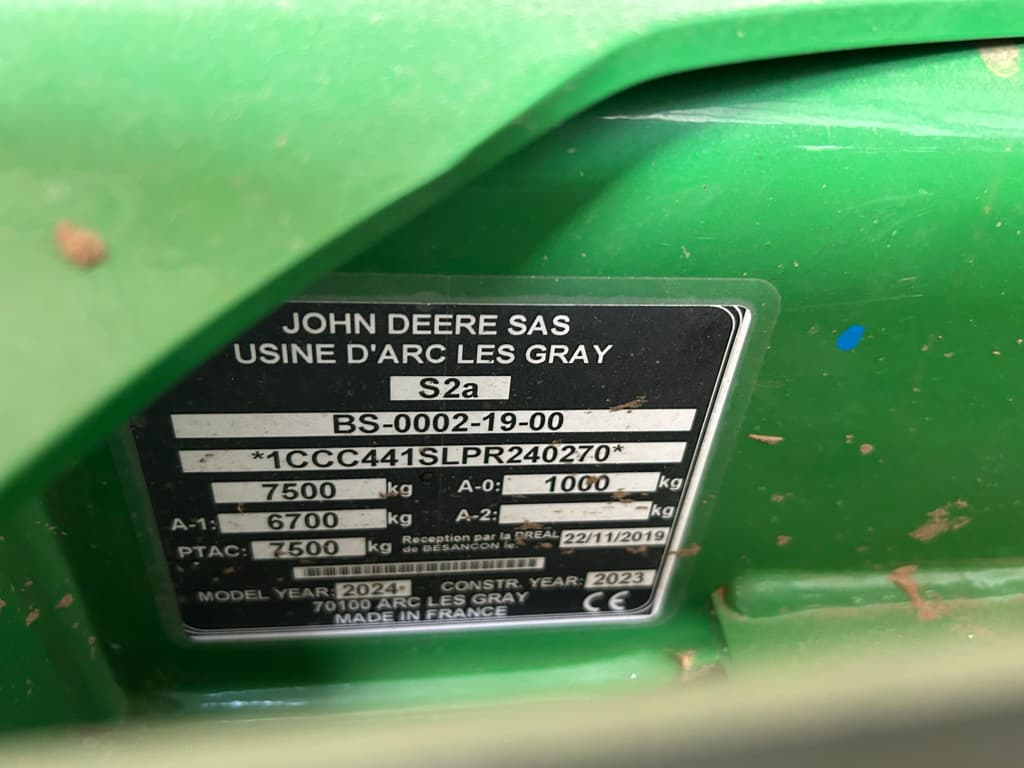 JOHN DEERE SAS
USINE D'ARC LES GRAY
S2a
BS-0002-19-00
*1CCC441SLPR240270*
7500 kg A-0: 1000 kg
A-1: 6700 kg A-2: kg
PTAC: 7500 kg Reception par la DREAL de BESANCON le: 22/11/2019
MODEL YEAR: 2024 CONSTR. YEAR: 2023
70100 ARC LES GRAY
MADE IN FRANCE CE